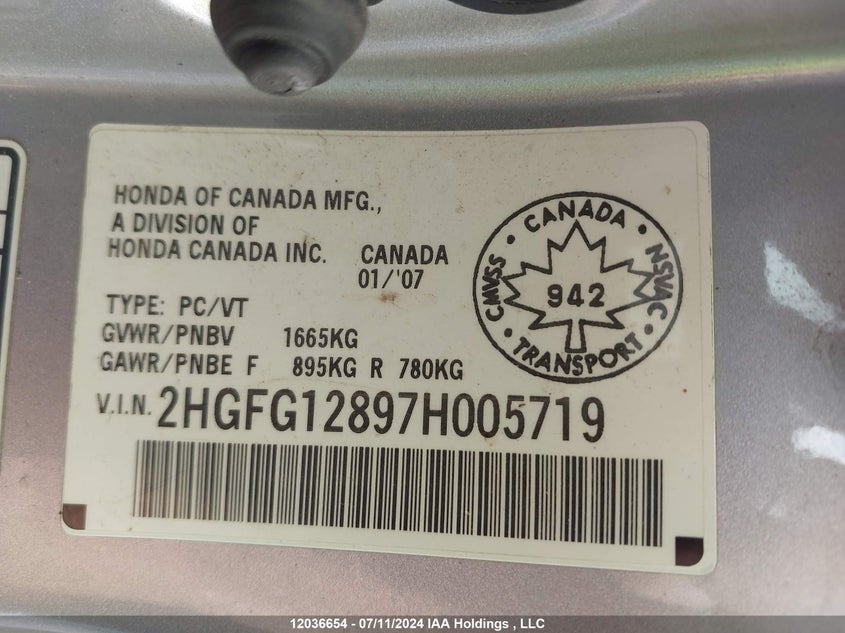 HONDA OF CANADA MFG.,
A DIVISION OF
HONDA CANADA INC. CANADA
01/'07
TYPE: PC/VT
GVWR/PNBV 1665KG
GAWR/PNBE F 895KG R 780KG
V.I.N. 2HGFG12897H005719
CANADA
CMVSS • NSVAC
942
TRANSPORT
12036654 - 07/11/2024 IAA Holdings , LLC